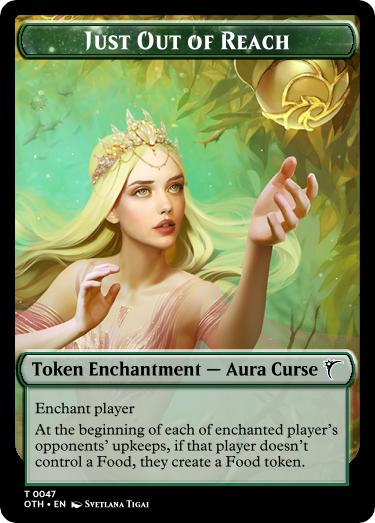 Just Out of Reach
Token Enchantment — Aura Curse
Enchant player
At the beginning of each of enchanted player's
opponents' upkeeps, if that player doesn't
control a Food, they create a Food token.
T 0047
OTH • EN Svetlana Tigai